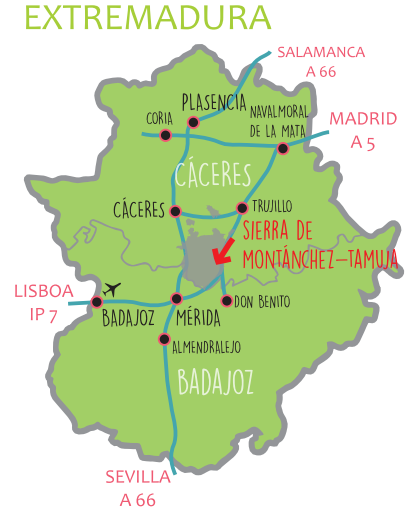 EXTREMADURA
SALAMANCA
A 66
PLASENCIA
CORIA
NAVALMORAL
DE LA MATA
MADRID
A 5
CÁCERES
CÁCERES
TRUJILLO
SIERRA DE
MONTÁNCHEZ-TAMUJA
LISBOA
IP 7
BADAJOZ
MÉRIDA
DON BENITO
ALMENDRALEJO
BADAJOZ
SEVILLA
A 66